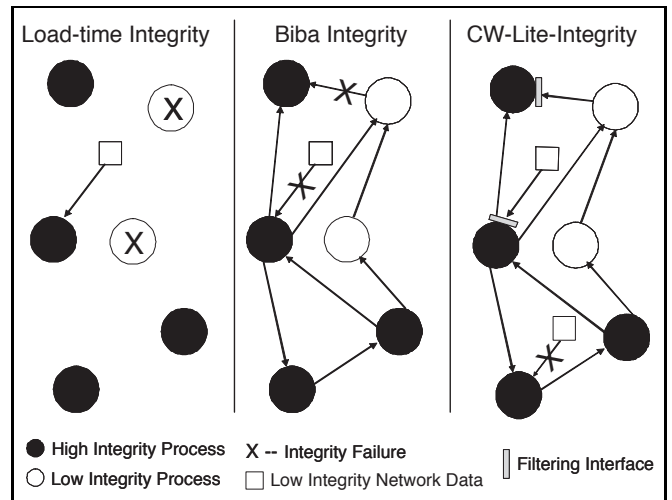 Load-time Integrity
Biba Integrity
CW-Lite-Integrity
X
X
X
X
X
High Integrity Process
Low Integrity Process
X -- Integrity Failure
Low Integrity Network Data
Filtering Interface